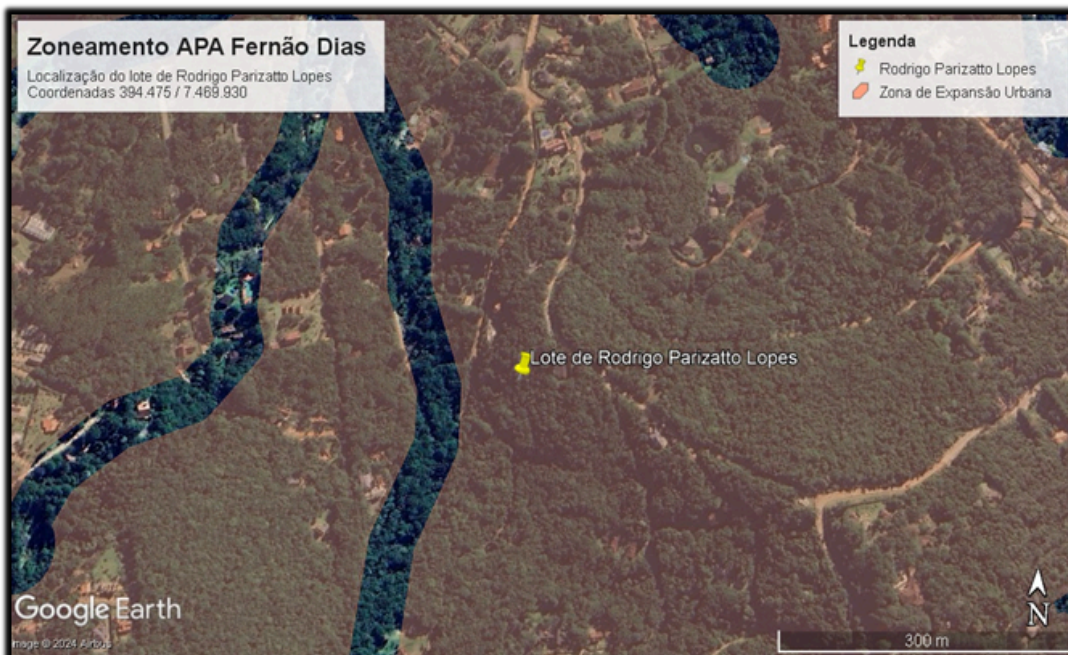 Zoneamento APA Fernão Dias
Localização do lote de Rodrigo Parizatto Lopes
Coordenadas 394.475 / 7.469.930
Legenda
Rodrigo Parizatto Lopes
Zona de Expansão Urbana
Lote de Rodrigo Parizatto Lopes
Google Earth
mage © 2024 Airbus
300 m
N